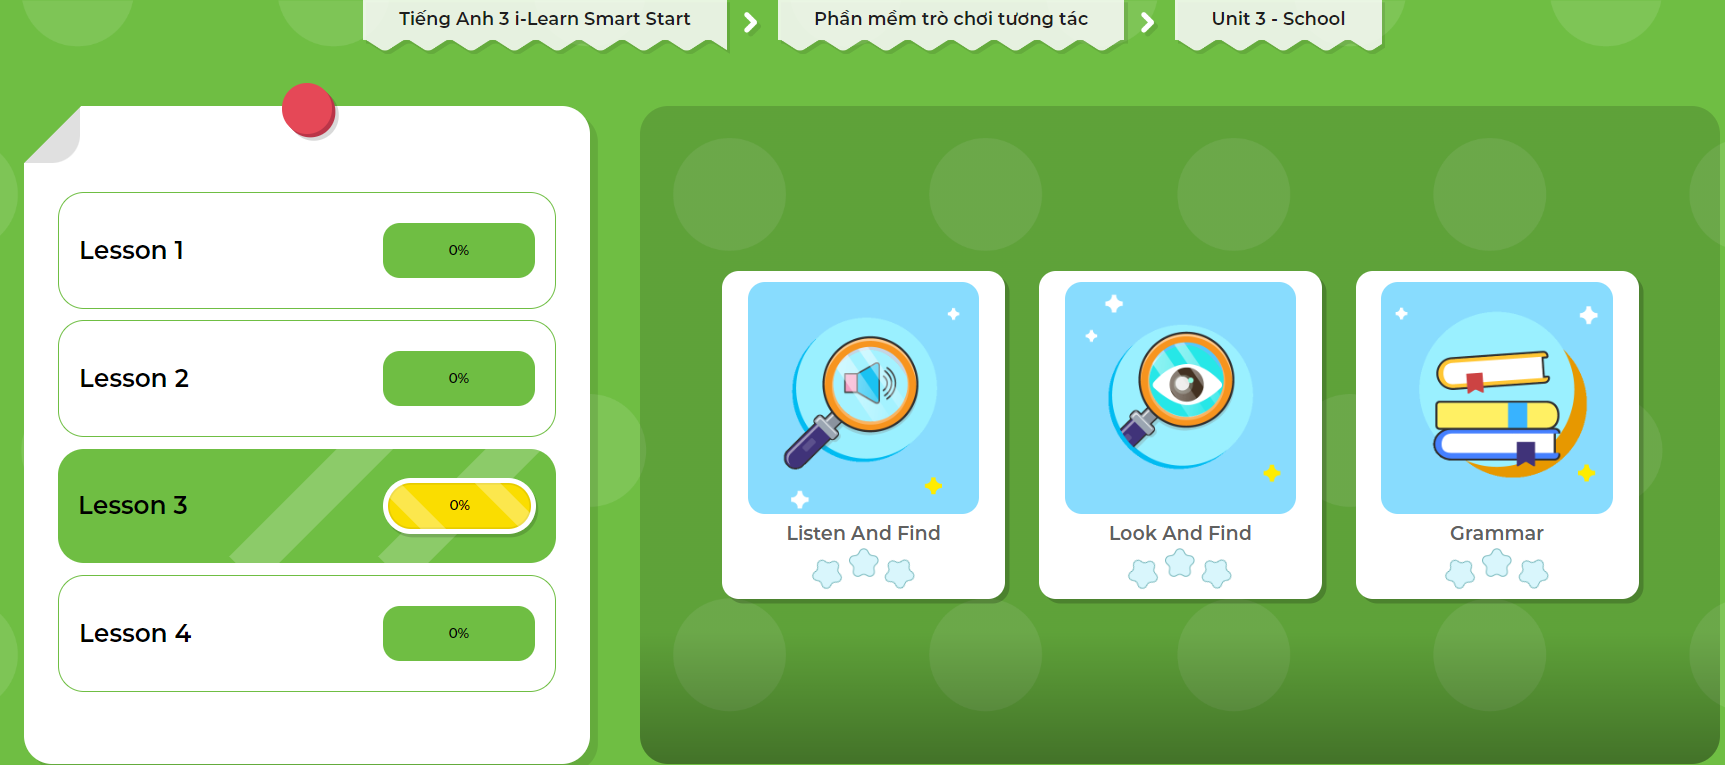 Tiếng Anh 3 i-Learn Smart Start
Phần mềm trò chơi tương tác
Unit 3 - School
Lesson 1
0%
Lesson 2
0%
Lesson 3
0%
Lesson 4
0%
Listen And Find
Look And Find
Grammar